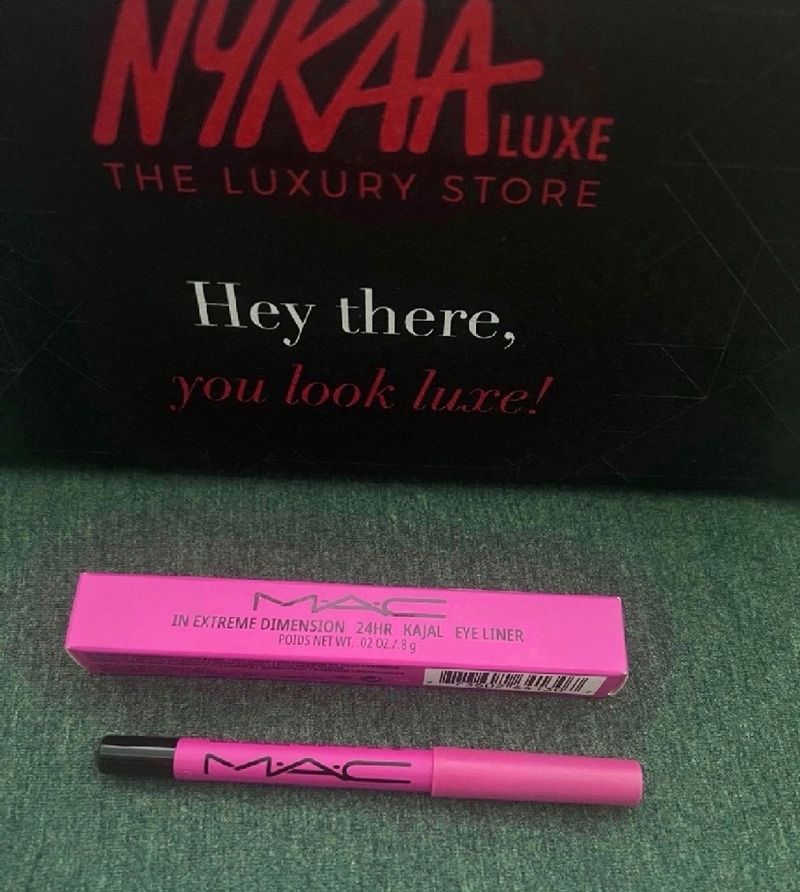 NYKAA LUXE
THE LUXURY STORE
Hey there,
you look luxe!
M·A·C
IN EXTREME DIMENSION 24HR KAJAL EYE LINER
POIDS NET WT. 02 OZ./.8 g
M·A·C